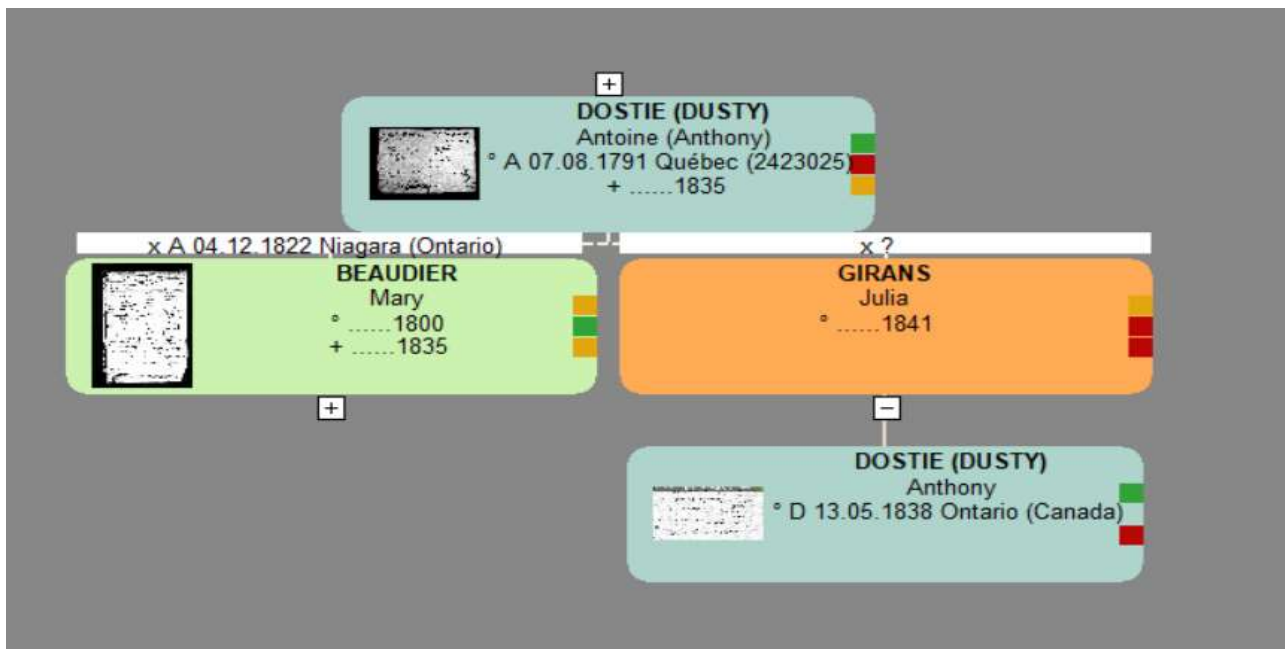 +
DOSTIE (DUSTY)
Antoine (Anthony)
° A 07.08.1791 Québec (2423025)
+ ......1835
x A 04.12.1822 Niagara (Ontario)
x ?
BEAUDIER
Mary
° ......1800
+ ......1835
+
GIRANS
Julia
° ......1841
−
DOSTIE (DUSTY)
Anthony
° D 13.05.1838 Ontario (Canada)